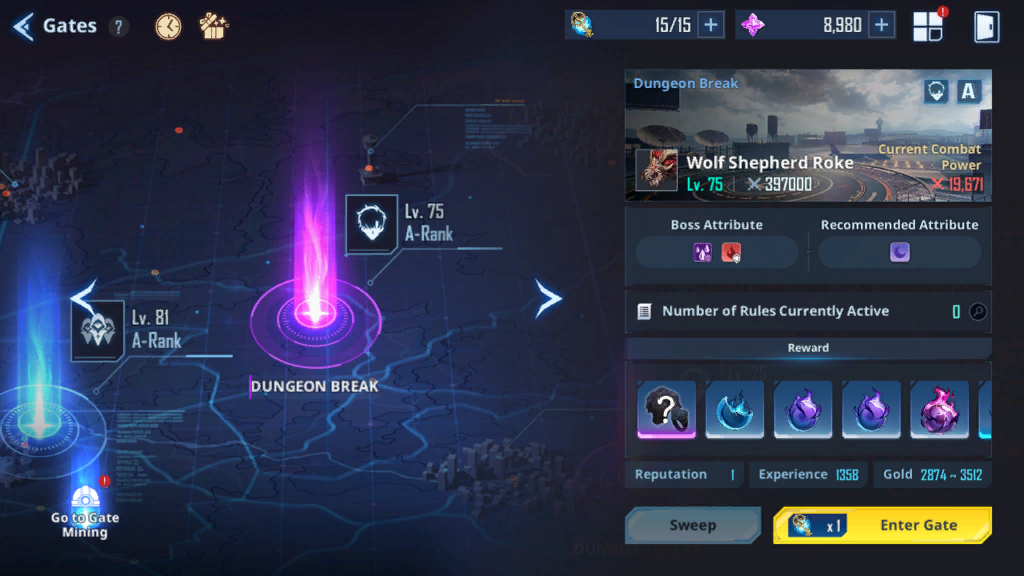 Gates ?
15/15 +
8,980 +
Dungeon Break
A
Wolf Shepherd Roke
Lv. 75 397000
Current Combat
Power
19,671
Boss Attribute
Recommended Attribute
Number of Rules Currently Active 0
Reward
Reputation 1
Experience 1358
Gold 2874 ~ 3512
Sweep
x1 Enter Gate
Lv. 75
A-Rank
Lv. 81
A-Rank
DUNGEON BREAK
Go to Gate
Mining